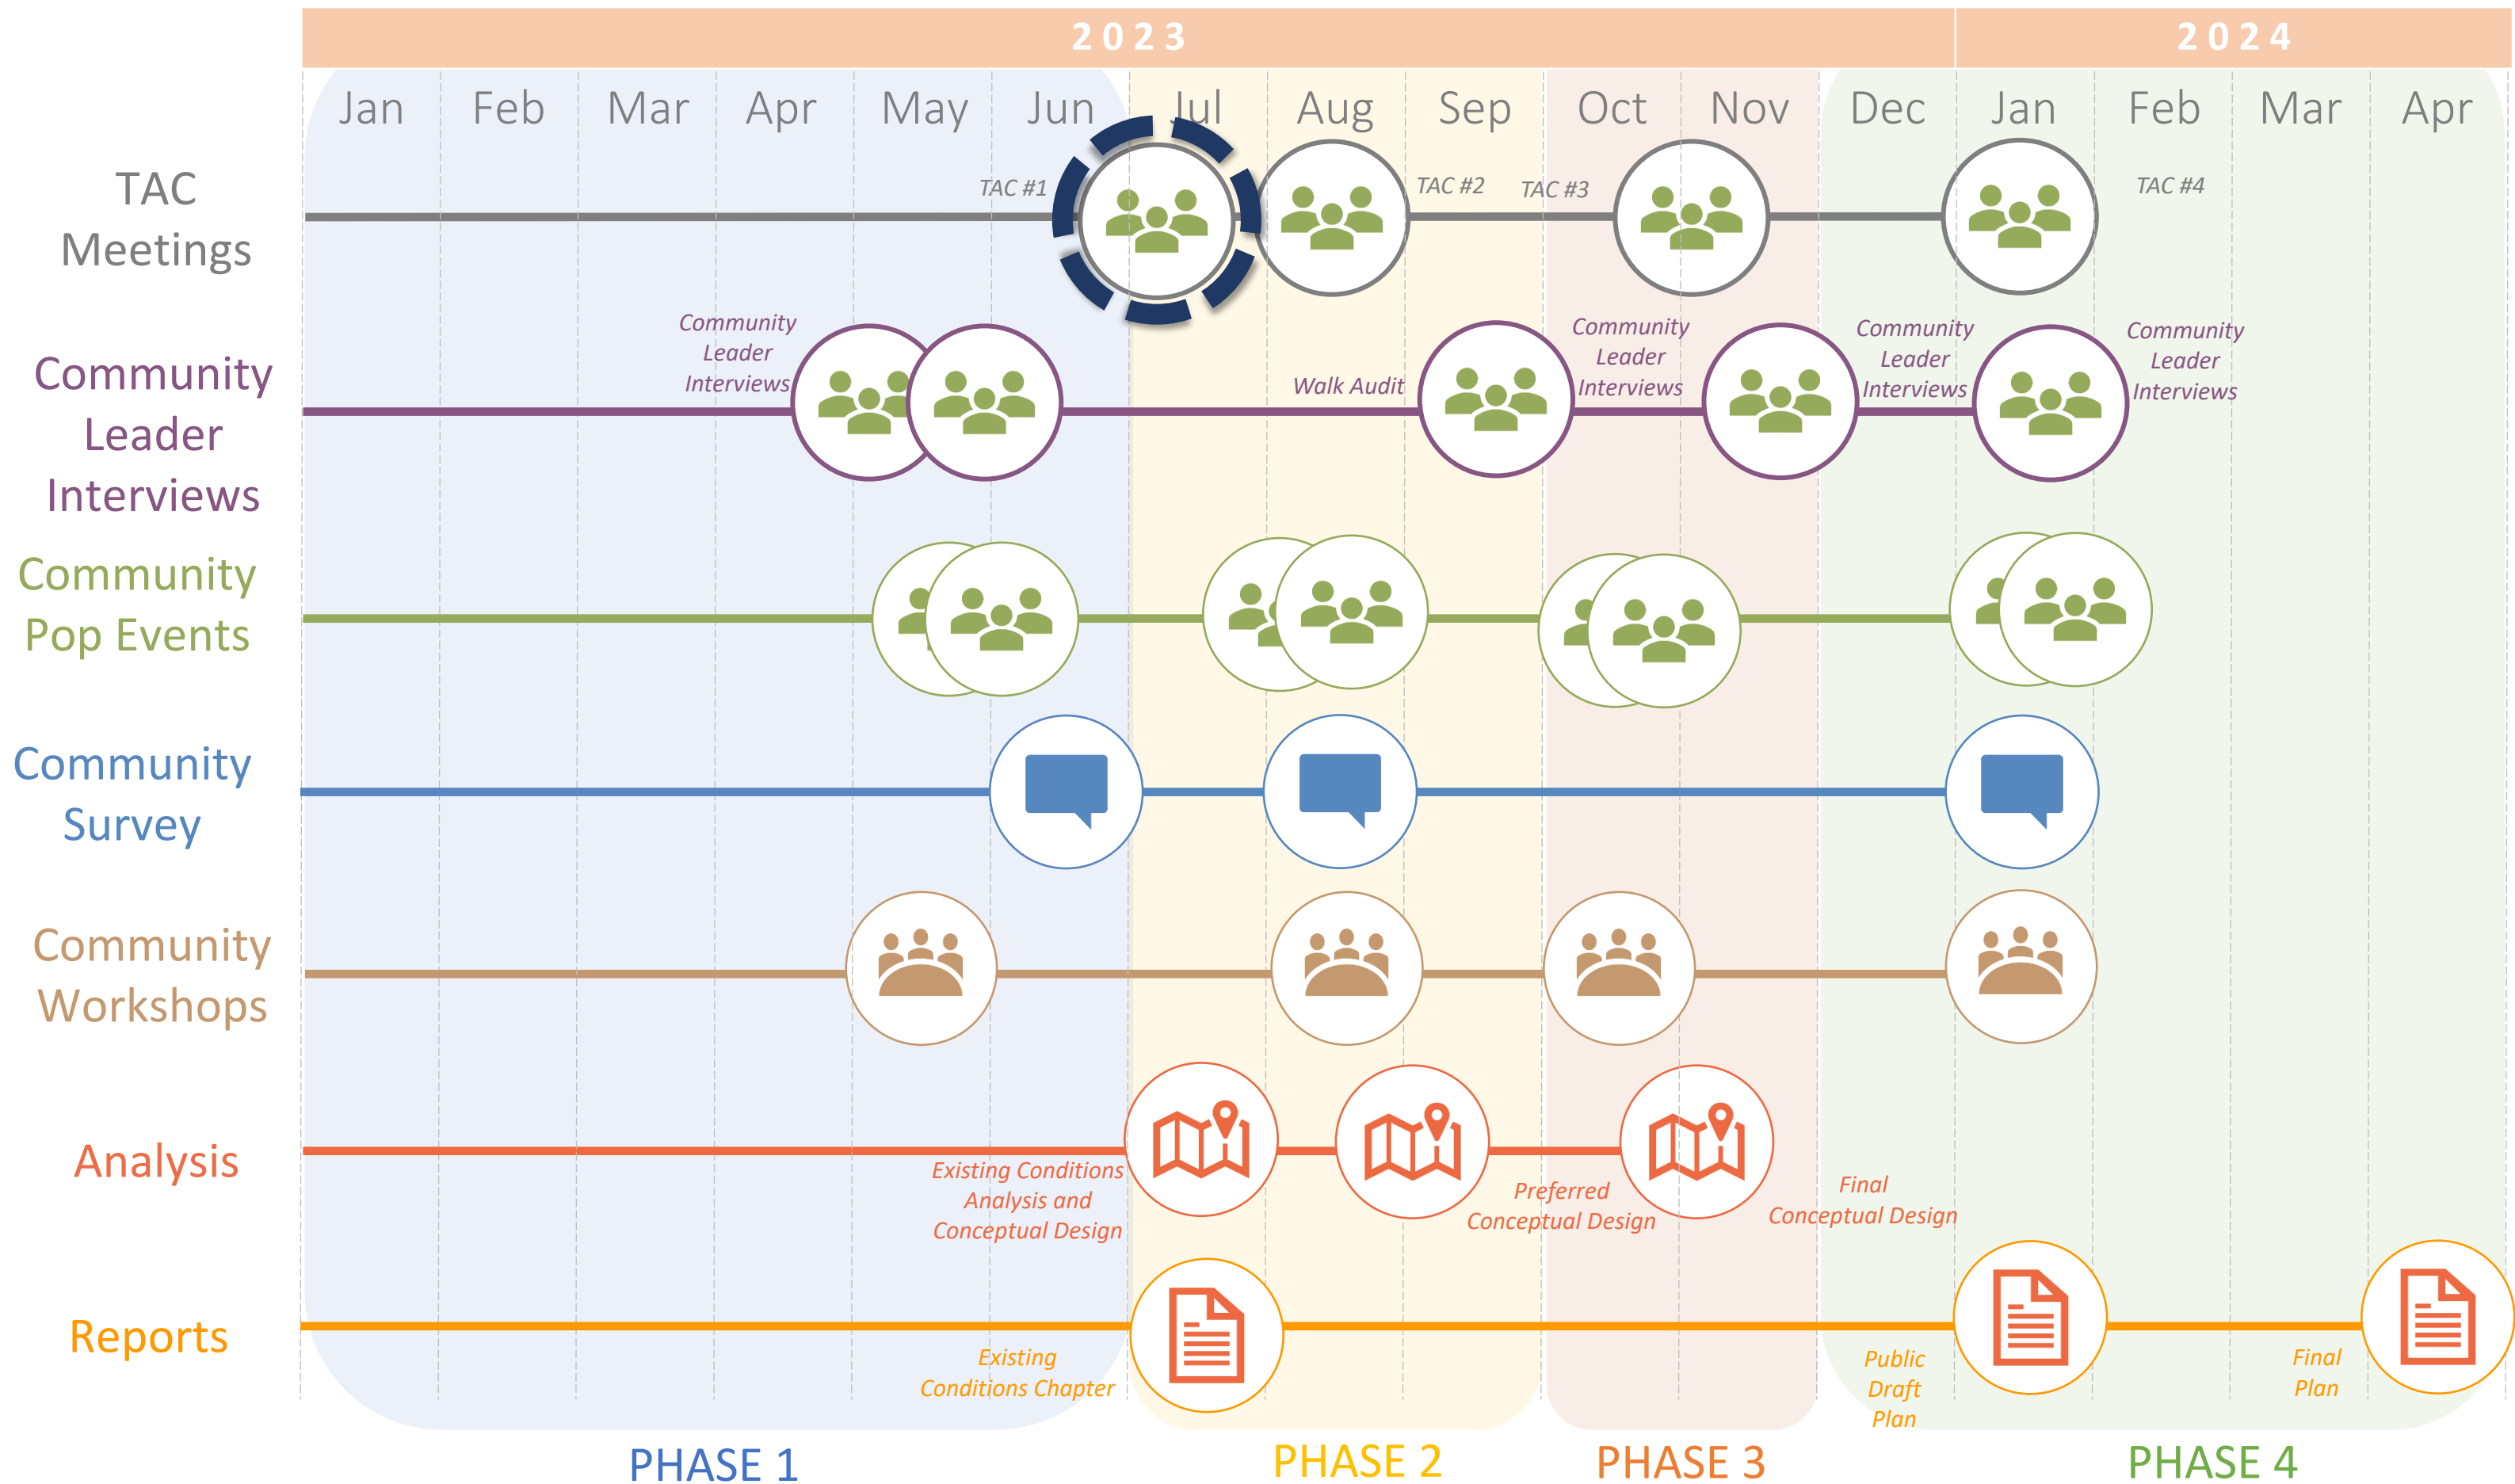 2023
2024
Jan
Feb
Mar
Apr
May
Jun
Jul
Aug
Sep
Oct
Nov
Dec
Jan
Feb
Mar
Apr
TAC
Meetings
TAC #1
TAC #2
TAC #3
TAC #4
Community
Leader
Interviews
Community
Leader
Interviews
Walk Audit
Community
Leader
Interviews
Community
Leader
Interviews
Community
Leader
Interviews
Community
Pop Events
Community
Survey
Community
Workshops
Analysis
Existing Conditions
Analysis and
Conceptual Design
Preferred
Conceptual Design
Final
Conceptual Design
Reports
Existing
Conditions Chapter
Public
Draft
Plan
Final
Plan
PHASE 1
PHASE 2
PHASE 3
PHASE 4